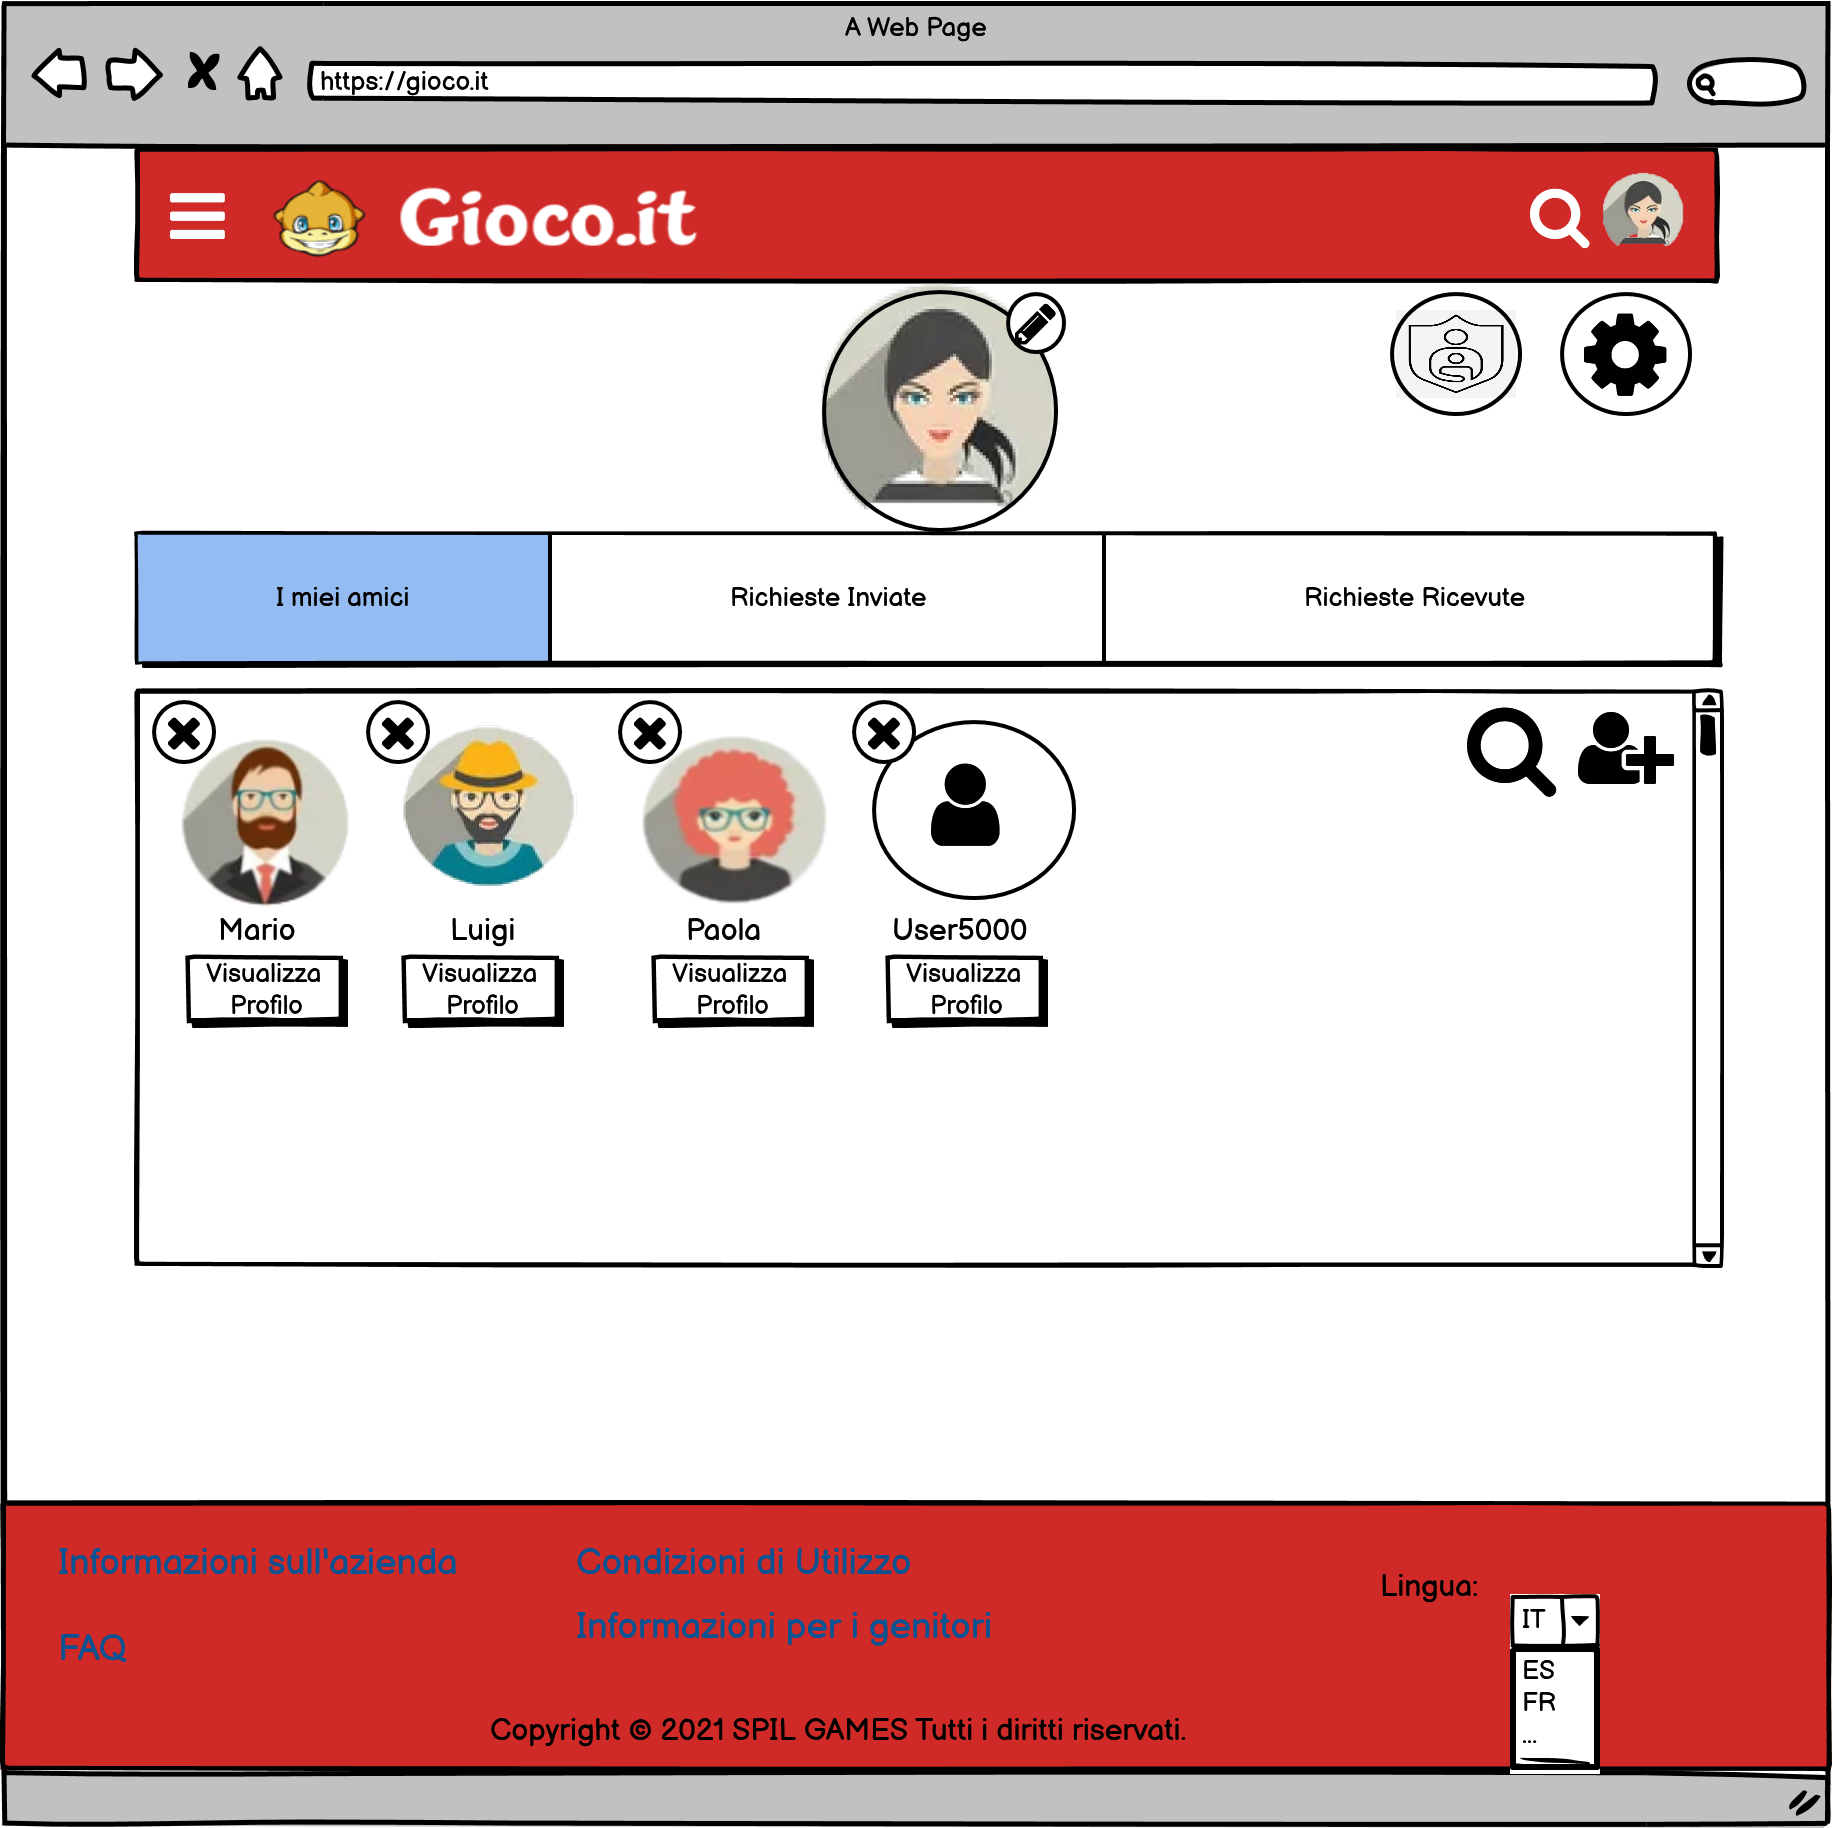 A Web Page
https://gioco.it
Gioco.it
I miei amici
Richieste Inviate
Richieste Ricevute
Mario
Luigi
Paola
User5000
Visualizza
Profilo
Visualizza
Profilo
Visualizza
Profilo
Visualizza
Profilo
Informazioni sull'azienda
Condizioni di Utilizzo
Lingua:
Informazioni per i genitori
FAQ
IT
ES
FR
...
Copyright © 2021 SPIL GAMES Tutti i diritti riservati.